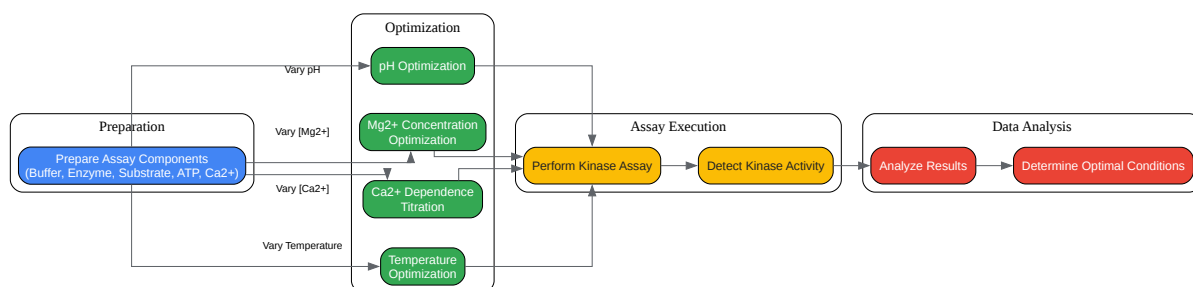 Preparation
Prepare Assay Components
(Buffer, Enzyme, Substrate, ATP, Ca2+)
Vary pH
Vary [Mg2+]
Vary [Ca2+]
Vary Temperature
Optimization
pH Optimization
Mg2+ Concentration
Optimization
Ca2+ Dependence
Titration
Temperature
Optimization
Assay Execution
Perform Kinase Assay
Detect Kinase Activity
Data Analysis
Analyze Results
Determine Optimal Conditions